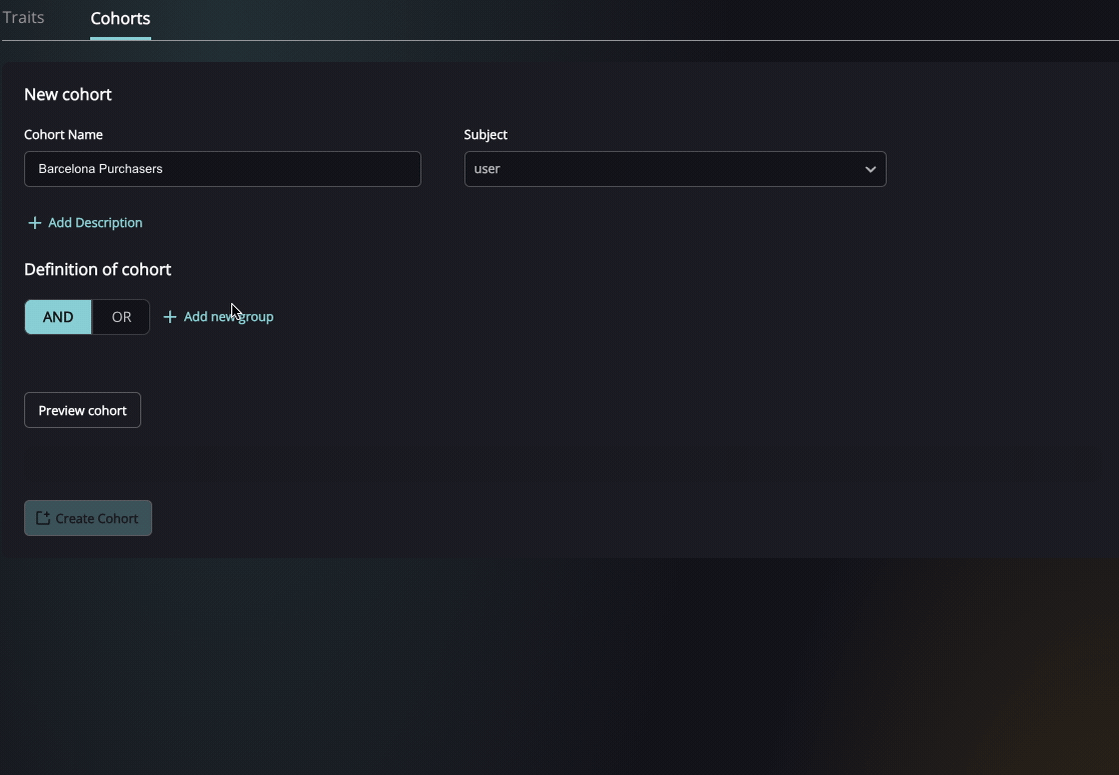 Traits Cohorts
New cohort
Cohort Name Subject
Barcelona Purchasers user
Add Description
Definition of cohort
AND OR Add new group
Preview cohort
Create Cohort